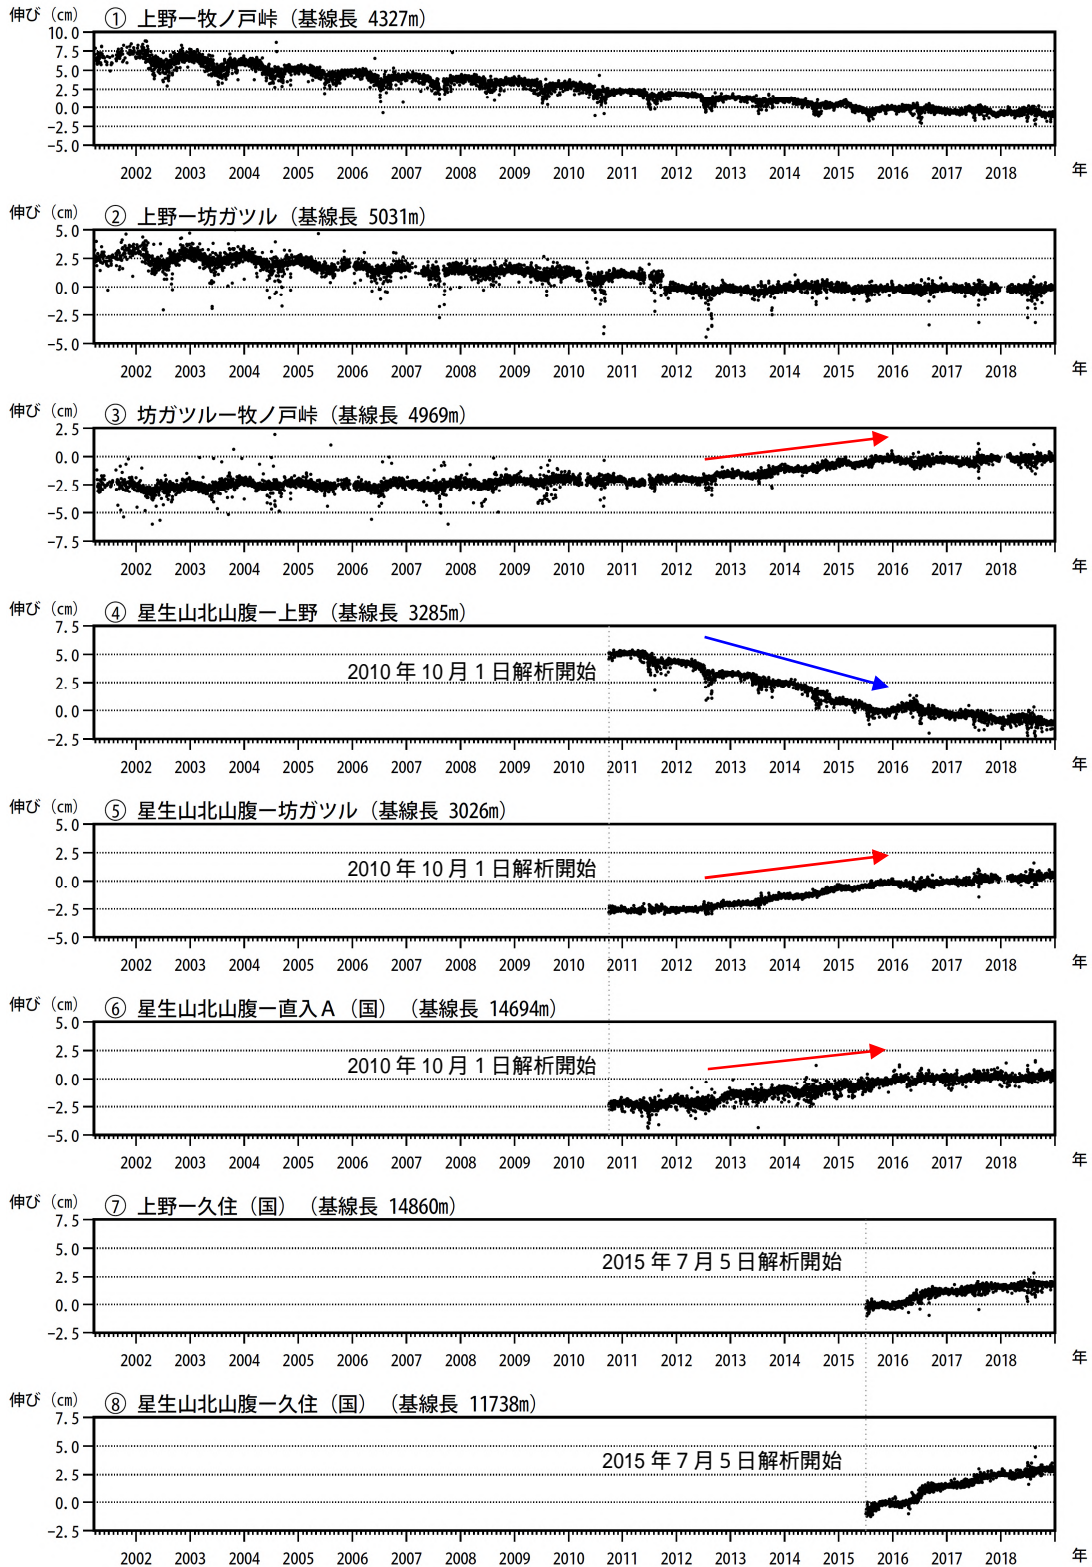 伸び（cm） ① 上野ー牧ノ戸峠（基線長 4327m）
10.0
7.5
5.0
2.5
0.0
−2.5
−5.0
2002 2003 2004 2005 2006 2007 2008 2009 2010 2011 2012 2013 2014 2015 2016 2017 2018 年
伸び（cm） ② 上野ー坊ガツル（基線長 5031m）
5.0
2.5
0.0
−2.5
−5.0
2002 2003 2004 2005 2006 2007 2008 2009 2010 2011 2012 2013 2014 2015 2016 2017 2018 年
伸び（cm） ③ 坊ガツルー牧ノ戸峠（基線長 4969m）
2.5
0.0
−2.5
−5.0
−7.5
2002 2003 2004 2005 2006 2007 2008 2009 2010 2011 2012 2013 2014 2015 2016 2017 2018 年
伸び（cm） ④ 星生山北山腹ー上野（基線長 3285m）
7.5
5.0
2010 年 10 月 1 日解析開始
2.5
0.0
−2.5
2002 2003 2004 2005 2006 2007 2008 2009 2010 2011 2012 2013 2014 2015 2016 2017 2018 年
伸び（cm） ⑤ 星生山北山腹ー坊ガツル（基線長 3026m）
5.0
2.5
2010 年 10 月 1 日解析開始
0.0
−2.5
−5.0
2002 2003 2004 2005 2006 2007 2008 2009 2010 2011 2012 2013 2014 2015 2016 2017 2018 年
伸び（cm） ⑥ 星生山北山腹ー直入Ａ（国）（基線長 14694m）
5.0
2.5
2010 年 10 月 1 日解析開始
0.0
−2.5
−5.0
2002 2003 2004 2005 2006 2007 2008 2009 2010 2011 2012 2013 2014 2015 2016 2017 2018 年
伸び（cm） ⑦ 上野ー久住（国）（基線長 14860m）
7.5
5.0
2015 年 7 月 5 日解析開始
2.5
0.0
−2.5
2002 2003 2004 2005 2006 2007 2008 2009 2010 2011 2012 2013 2014 2015 2016 2017 2018 年
伸び（cm） ⑧ 星生山北山腹ー久住（国）（基線長 11738m）
7.5
5.0
2015 年 7 月 5 日解析開始
2.5
0.0
−2.5
2002 2003 2004 2005 2006 2007 2008 2009 2010 2011 2012 2013 2014 2015 2016 2017 2018 年